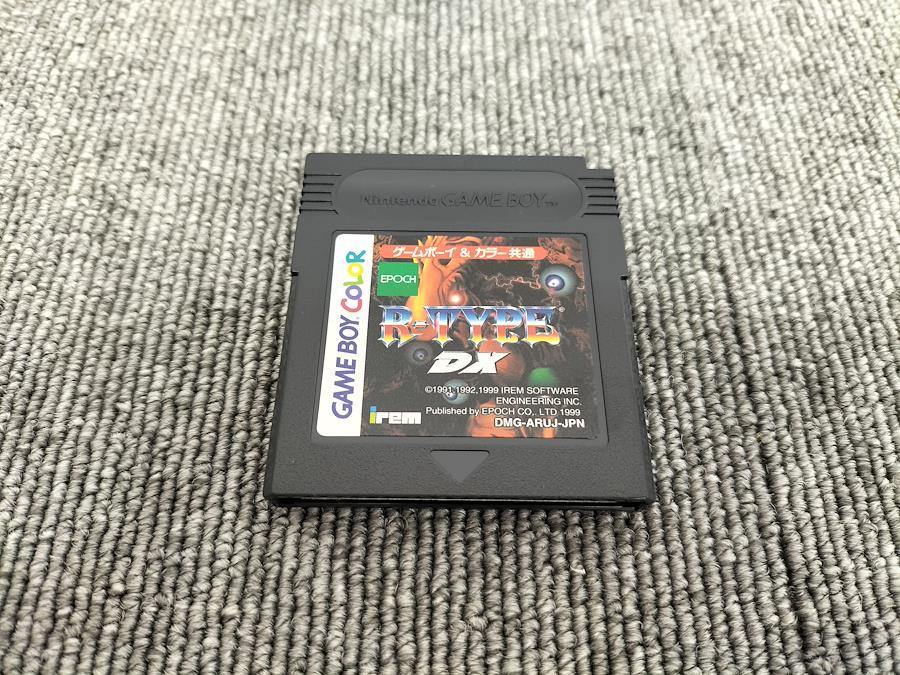 Nintendo GAME BOY™
GAME BOY COLOR
ゲームボーイ & カラー共通
EPOCH
R-TYPE®
DX
©1991,1992,1999 IREM SOFTWARE
ENGINEERING INC.
Published by EPOCH CO., LTD 1999
irem
DMG-ARUJ-JPN